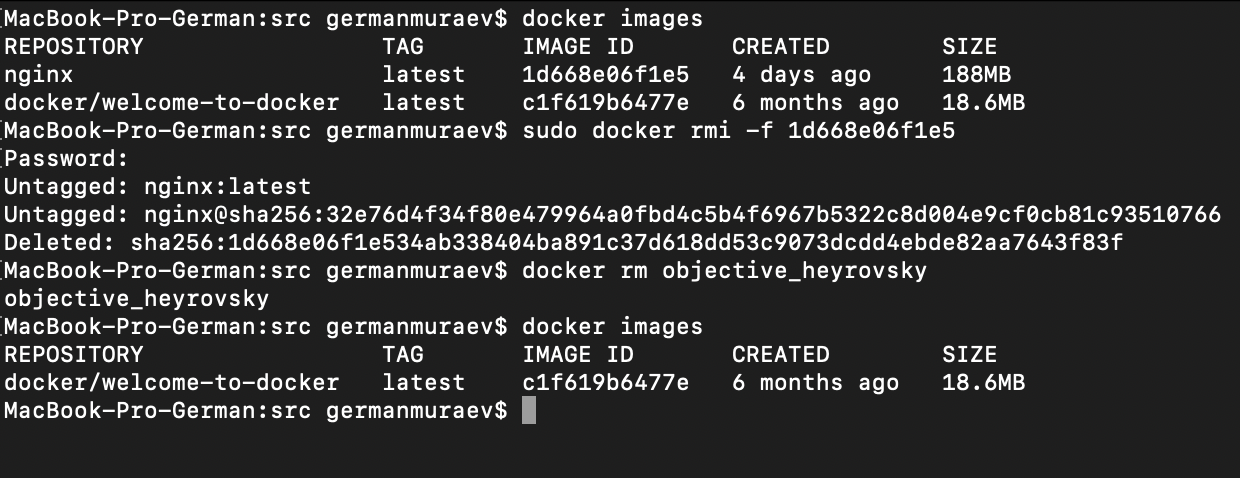 [MacBook-Pro-German:src germanmuraev$ docker images
REPOSITORY                 TAG       IMAGE ID       CREATED        SIZE
nginx                      latest    1d668e06f1e5   4 days ago     188MB
docker/welcome-to-docker   latest    c1f619b6477e   6 months ago   18.6MB
[MacBook-Pro-German:src germanmuraev$ sudo docker rmi -f 1d668e06f1e5
[Password:
Untagged: nginx:latest
Untagged: nginx@sha256:32e76d4f34f80e479964a0fbd4c5b4f6967b5322c8d004e9cf0cb81c93510766
Deleted: sha256:1d668e06f1e534ab338404ba891c37d618dd53c9073dcdd4ebde82aa7643f83f
[MacBook-Pro-German:src germanmuraev$ docker rm objective_heyrovsky
objective_heyrovsky
[MacBook-Pro-German:src germanmuraev$ docker images
REPOSITORY                 TAG       IMAGE ID       CREATED        SIZE
docker/welcome-to-docker   latest    c1f619b6477e   6 months ago   18.6MB
MacBook-Pro-German:src germanmuraev$